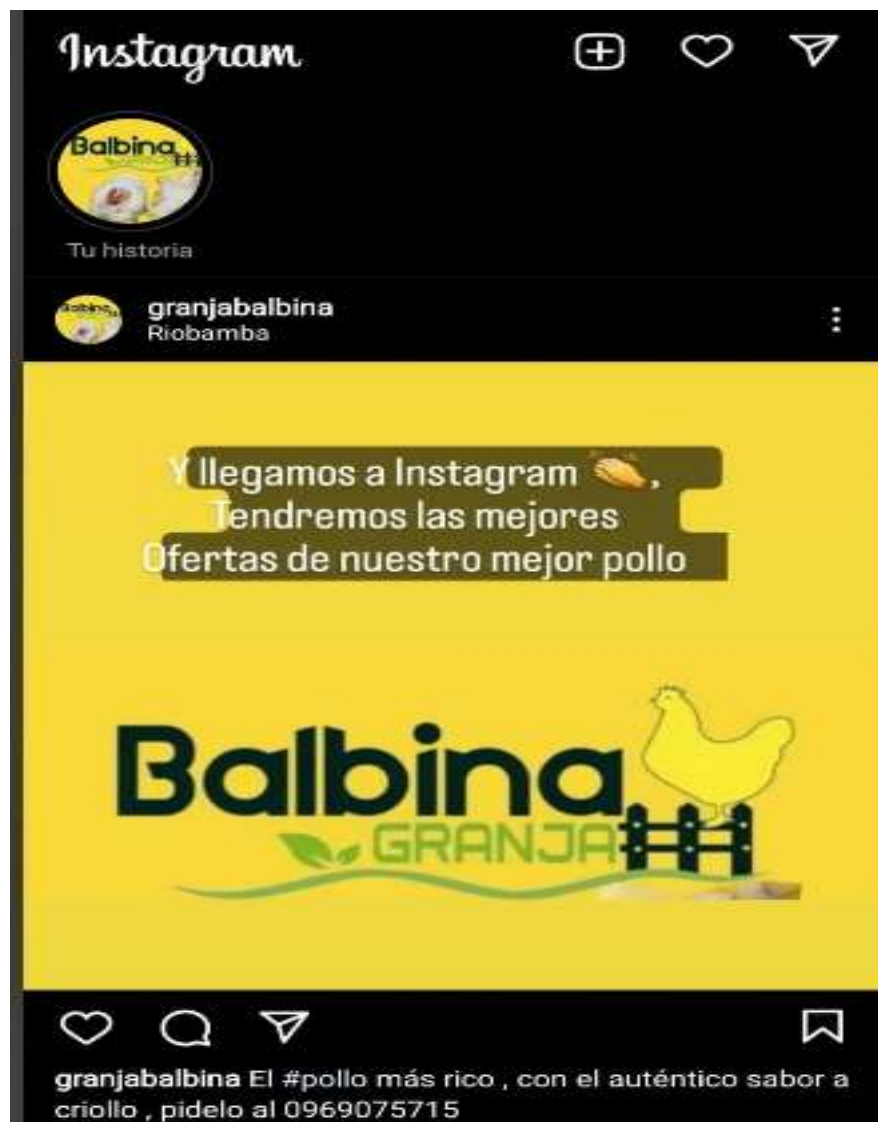 Instagram
Balbina
Tu historia
Balbina
granjabalbina
Riobamba
Y llegamos a Instagram 👏,
Tendremos las mejores
Ofertas de nuestro mejor pollo
Balbina
GRANJA
granjabalbina El #pollo más rico , con el auténtico sabor a
criollo , pidelo al 0969075715